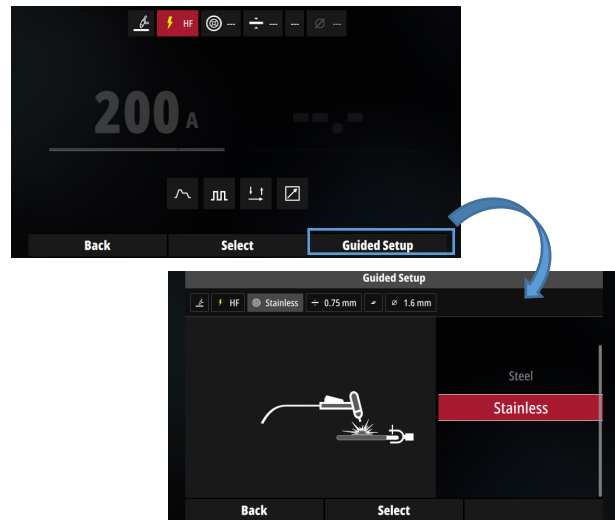 HF -- -- -- Ø --
200 A
Back Select Guided Setup
Guided Setup
HF Stainless 0.75 mm Ø 1.6 mm
Steel
Stainless
Back Select